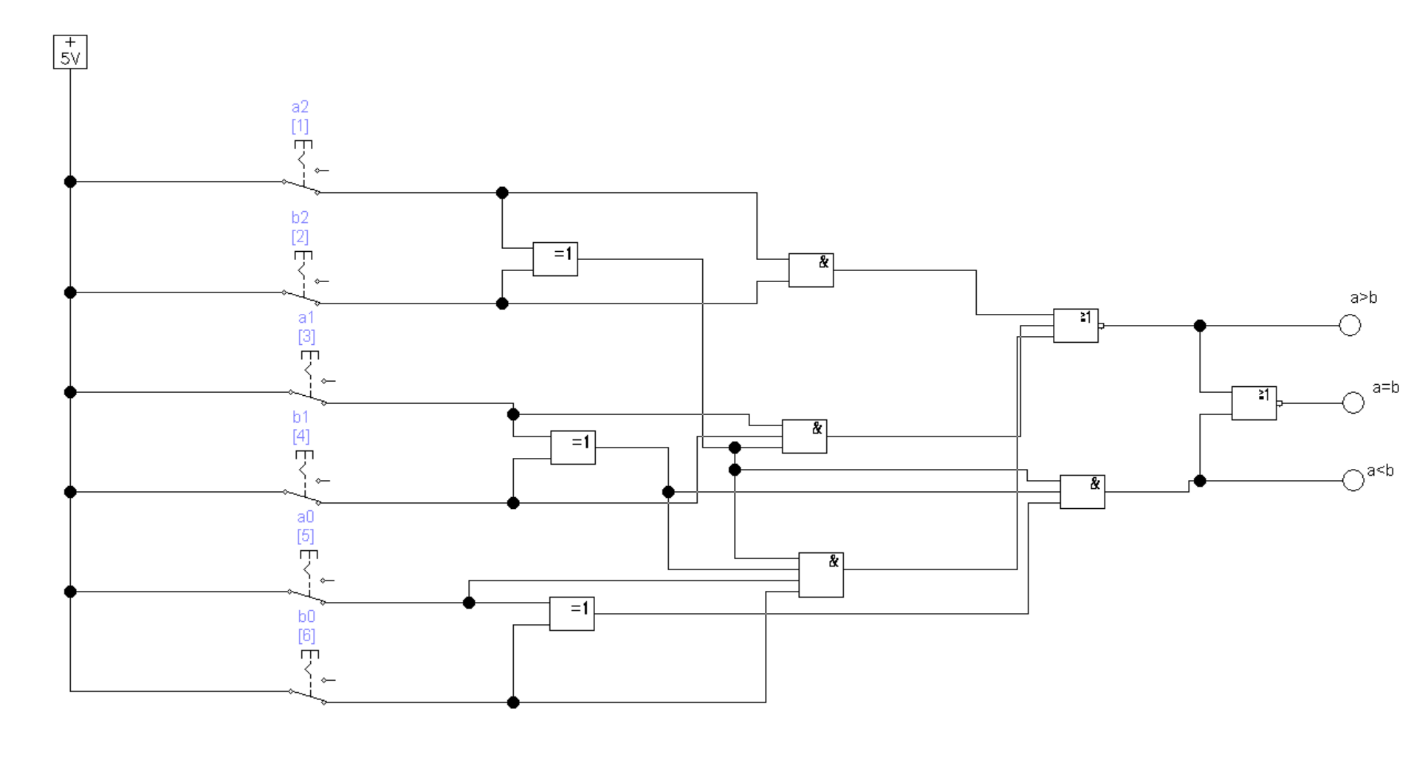 +
5V
a2
[1]
b2
[2]
=1
&
a1
[3]
≥1
a>b
b1
[4]
=1
&
≥1
a=b
a0
[5]
&
a<b
b0
[6]
=1
&